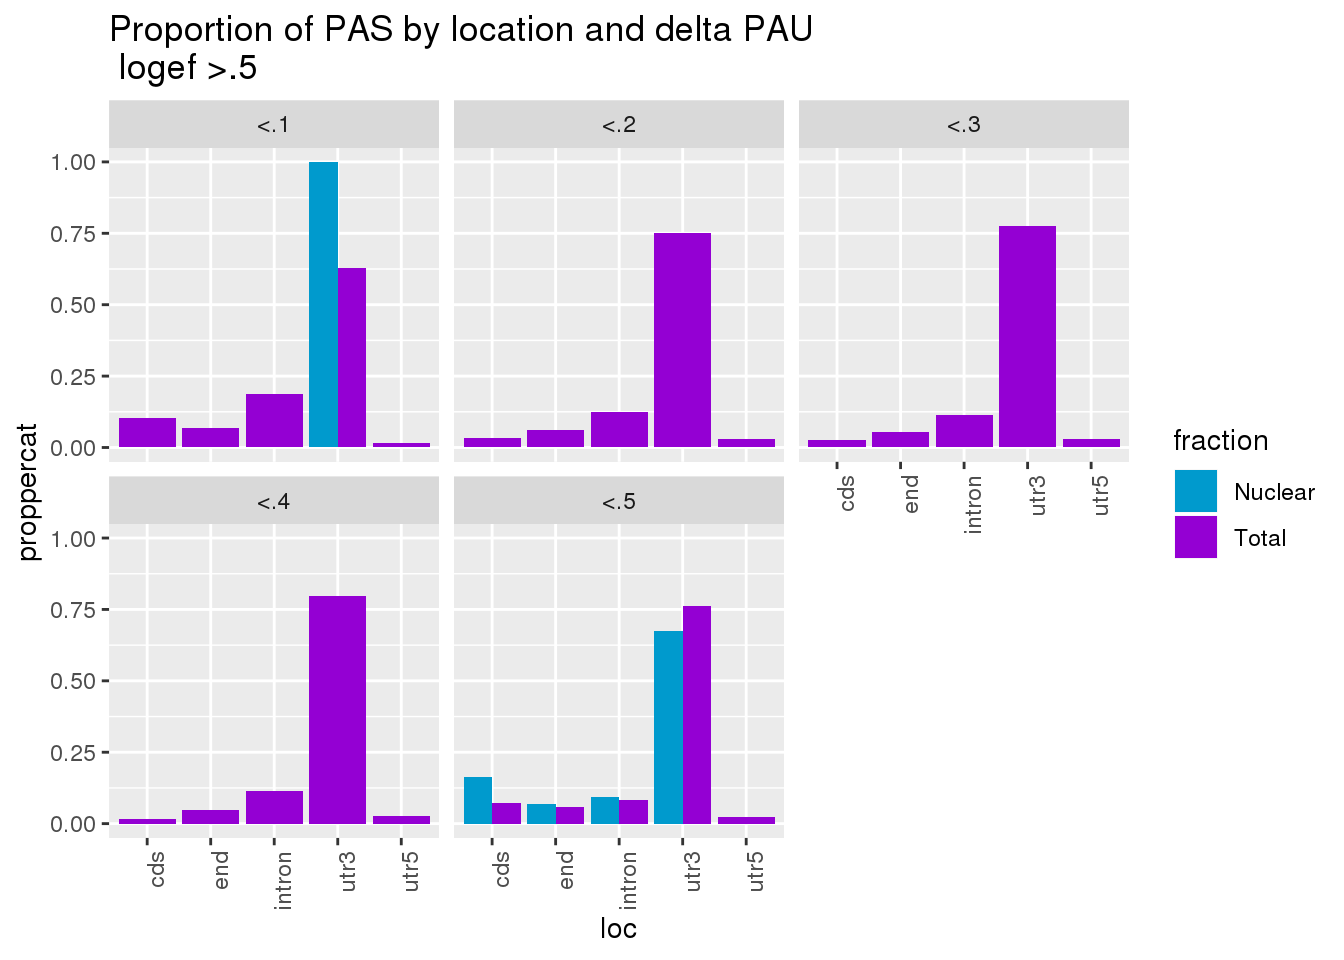 Proportion of PAS by location and delta PAU
logef >.5
<.1
<.2
<.3
1.00
0.75
0.50
0.25
0.00
cds
end
intron
utr3
utr5
<.4
<.5
1.00
0.75
0.50
0.25
0.00
cds
end
intron
utr3
utr5
cds
end
intron
utr3
utr5
proppercat
loc
fraction
Nuclear
Total